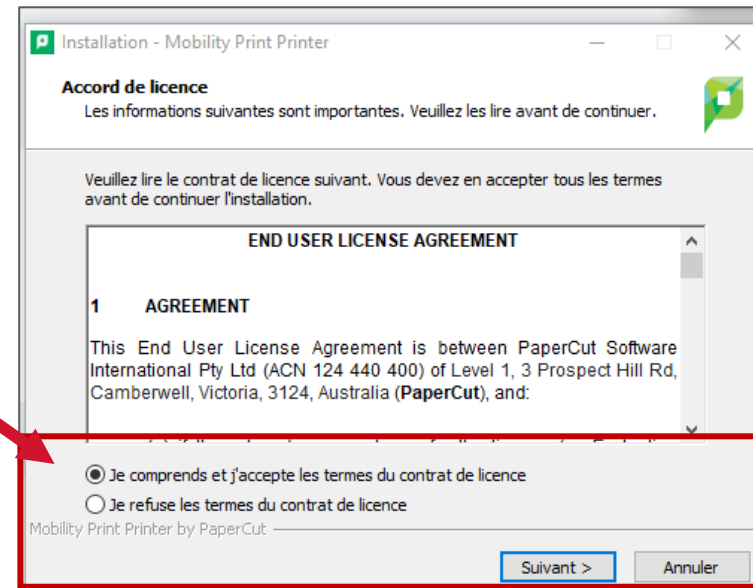 Installation - Mobility Print Printer
Accord de licence
Les informations suivantes sont importantes. Veuillez les lire avant de continuer.
Veuillez lire le contrat de licence suivant. Vous devez en accepter tous les termes
avant de continuer l'installation.
END USER LICENSE AGREEMENT
1 AGREEMENT
This End User License Agreement is between PaperCut Software
International Pty Ltd (ACN 124 440 400) of Level 1, 3 Prospect Hill Rd,
Camberwell, Victoria, 3124, Australia (PaperCut), and:
Je comprends et j'accepte les termes du contrat de licence
Je refuse les termes du contrat de licence
Mobility Print Printer by PaperCut
Suivant >
Annuler